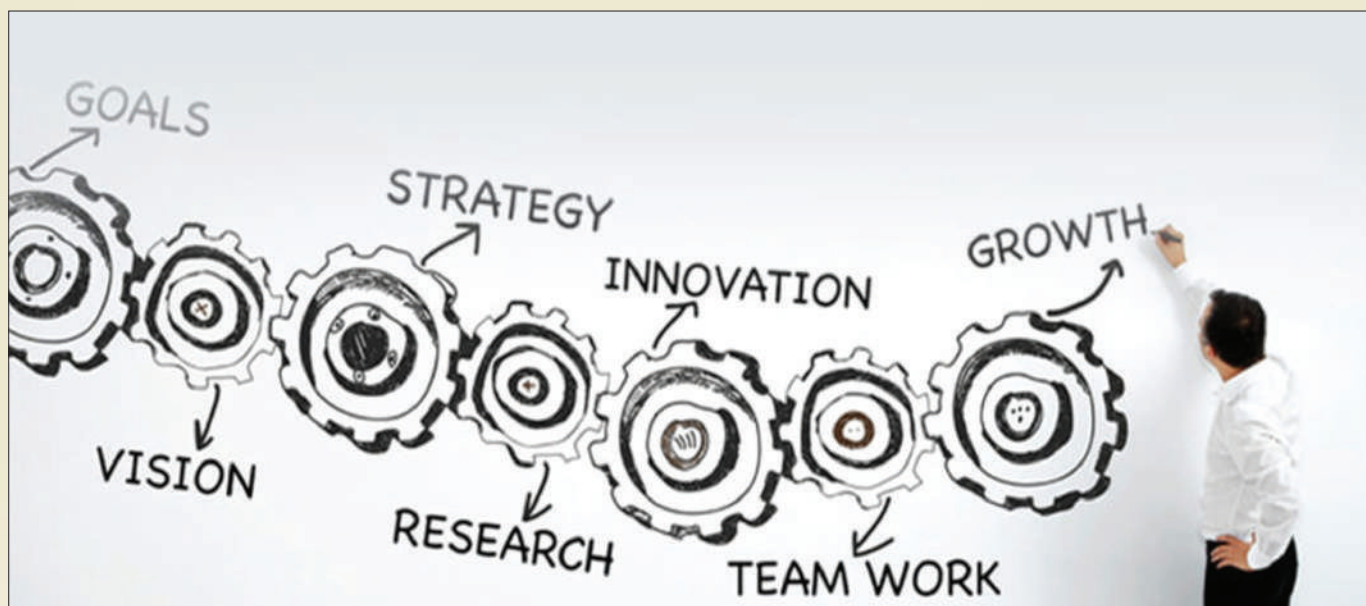 GOALS
VISION
STRATEGY
RESEARCH
INNOVATION
TEAM WORK
GROWTH